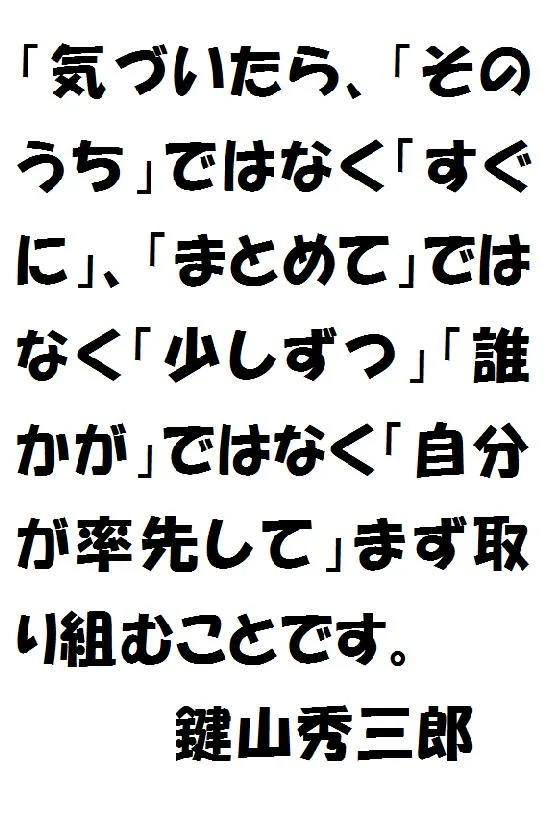 「気づいたら、「その
うち」ではなく「すぐ
に」、「まとめて」では
なく「少しずつ」「誰
かが」ではなく「自分
が率先して」まず取
り組むことです。
鍵山秀三郎